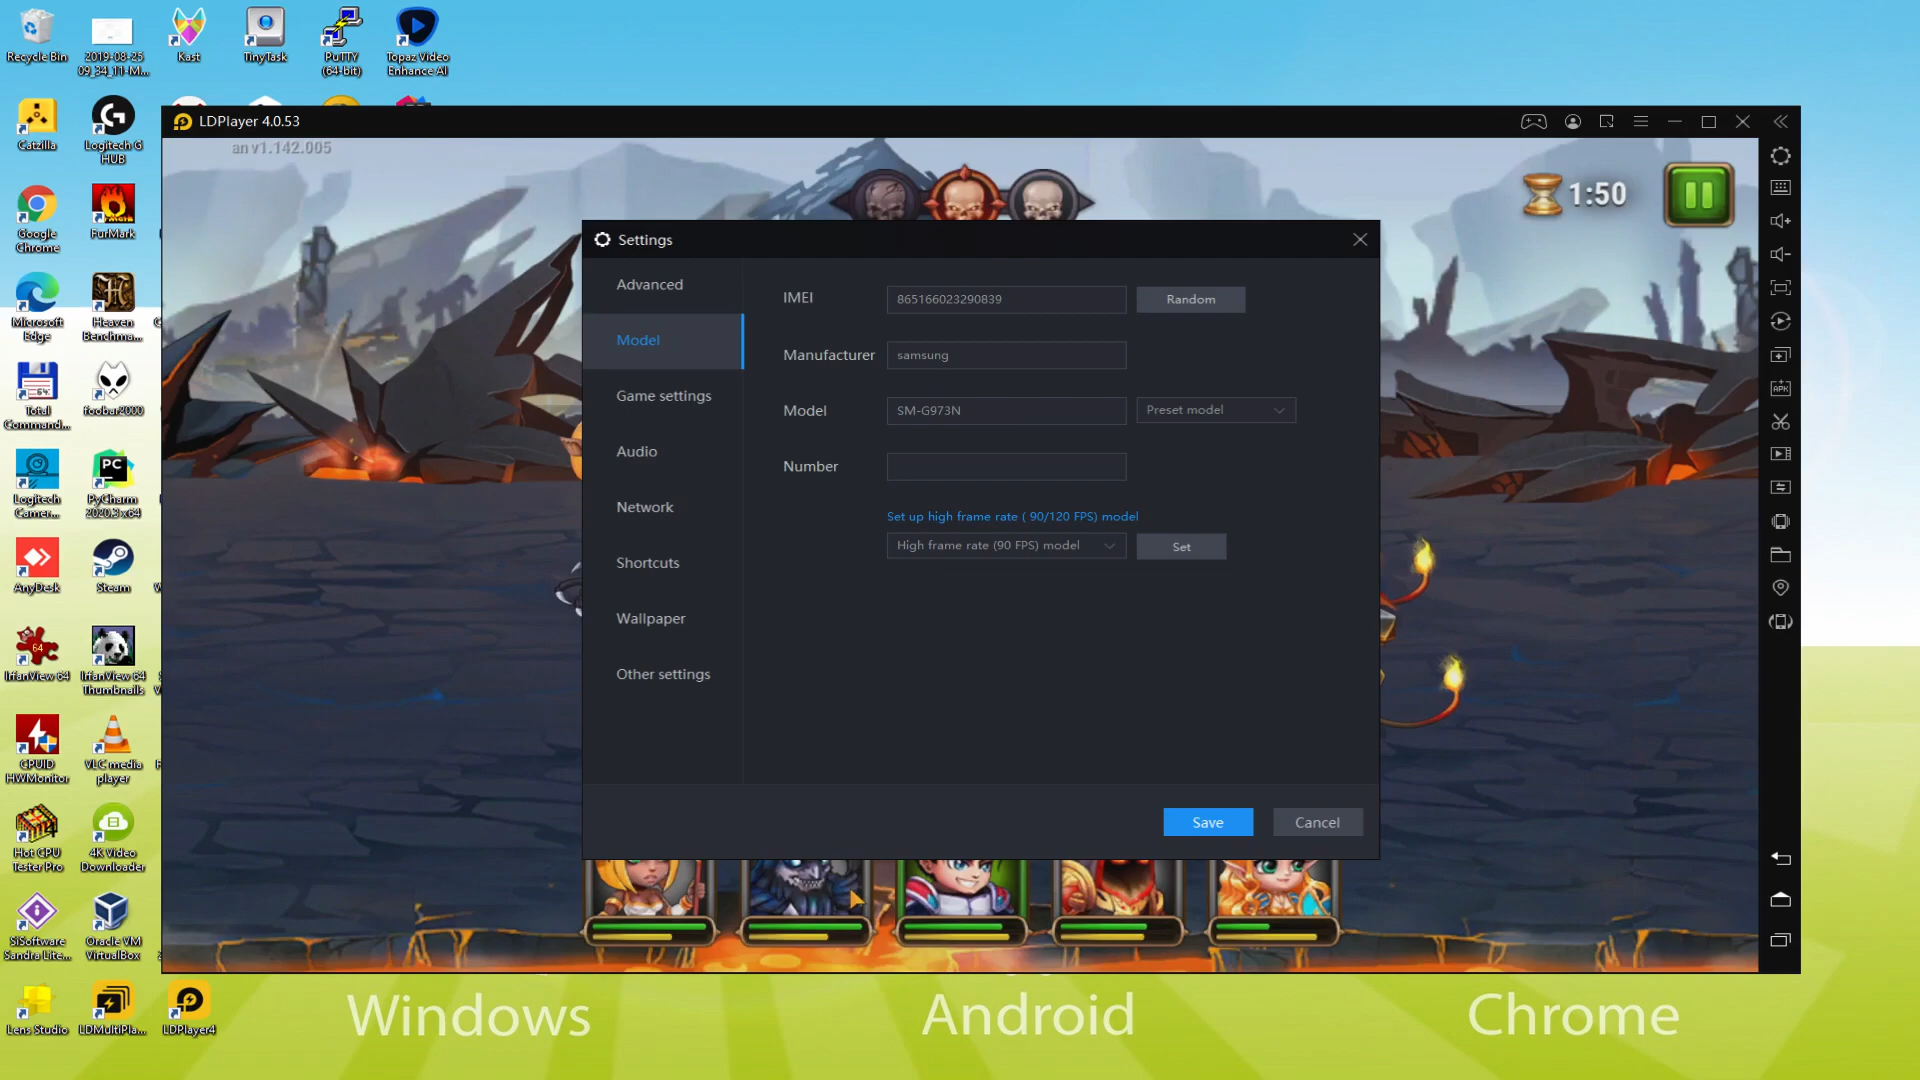 Recycle Bin
2019-08-25
09_34_11-M...
Kast
TinyTask
PuTTY
(64-bit)
Topaz Video
Enhance AI
Catzilla
Logitech G
HUB
Google
Chrome
FurMark
Microsoft
Edge
Heaven
Benchma...
Total
Command...
foobar2000
Logitech
Camer...
PyCharm
2020.3 x64
AnyDesk
Steam
IrfanView 64
IrfanView 64
Thumbnails
CPUID
HWMonitor
VLC media
player
Hot CPU
Tester Pro
4K Video
Downloader
SiSoftware
Sandra Lite...
Oracle VM
VirtualBox
Lens Studio
LDMultiPla...
LDPlayer4
LDPlayer 4.0.53
an v1.142.005
1:50
APK
Settings
Advanced
Model
Game settings
Audio
Network
Shortcuts
Wallpaper
Other settings
IMEI
865166023290839
Random
Manufacturer
samsung
Model
SM-G973N
Preset model
Number
Set up high frame rate ( 90/120 FPS) model
High frame rate (90 FPS) model
Set
Save
Cancel
Windows
Android
Chrome